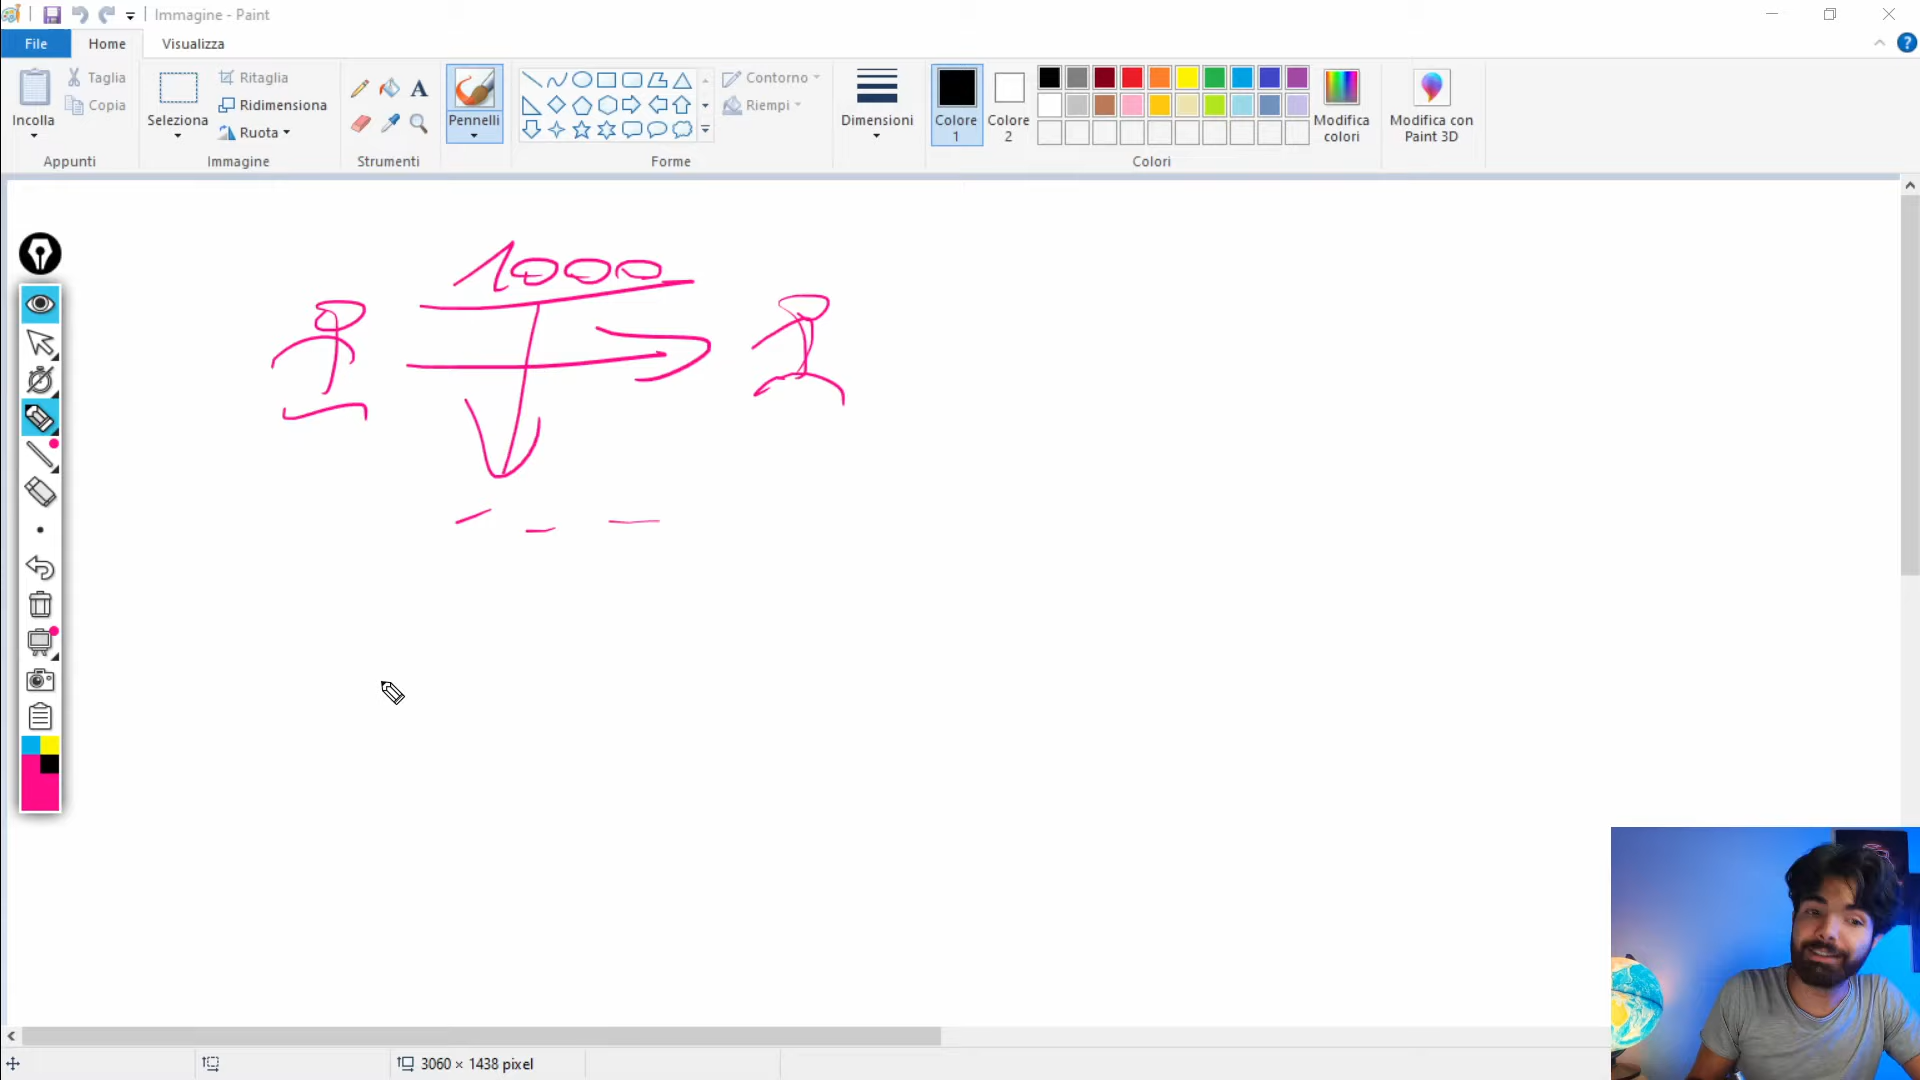 Immagine - Paint
File Home Visualizza
Incolla
Taglia
Copia
Appunti
Seleziona
Ritaglia
Ridimensiona
Ruota
Immagine
A
Strumenti
Pennelli
Forme
Contorno
Riempi
Dimensioni
Colore 1
Colore 2
Modifica colori
Colori
Modifica con Paint 3D
?
1000
3060 × 1438 pixel